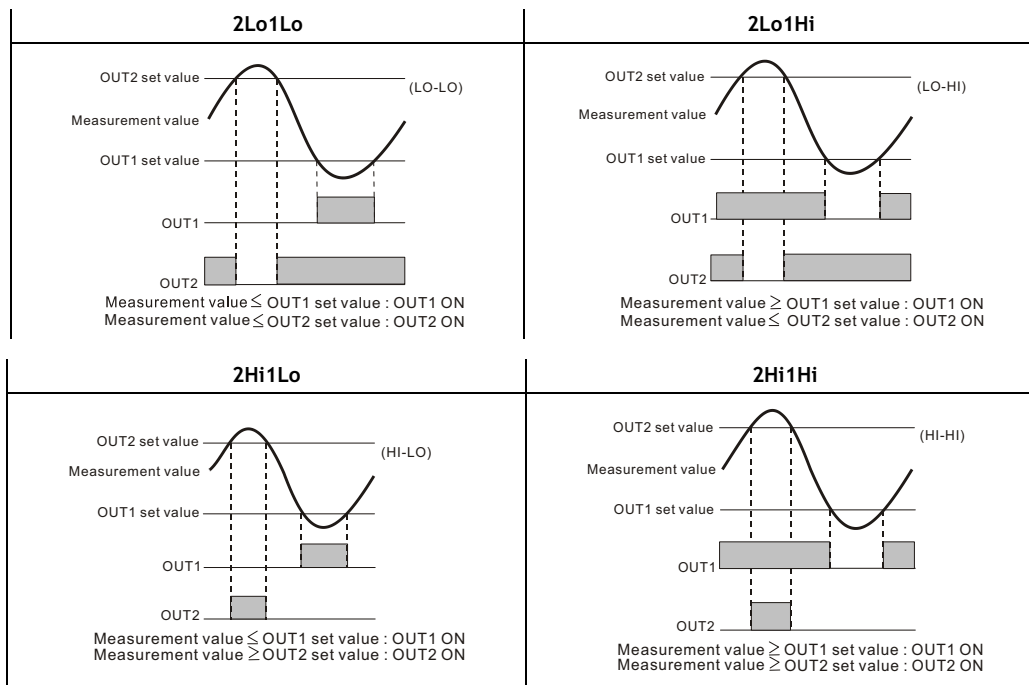 2Lo1Lo
OUT2 set value
(LO-LO)
Measurement value
OUT1 set value
OUT1
OUT2
Measurement value ≤ OUT1 set value : OUT1 ON
Measurement value ≤ OUT2 set value : OUT2 ON
2Lo1Hi
OUT2 set value
(LO-HI)
Measurement value
OUT1 set value
OUT1
OUT2
Measurement value ≥ OUT1 set value : OUT1 ON
Measurement value ≤ OUT2 set value : OUT2 ON
2Hi1Lo
OUT2 set value
(HI-LO)
Measurement value
OUT1 set value
OUT1
OUT2
Measurement value ≤ OUT1 set value : OUT1 ON
Measurement value ≥ OUT2 set value : OUT2 ON
2Hi1Hi
OUT2 set value
(HI-HI)
Measurement value
OUT1 set value
OUT1
OUT2
Measurement value ≥ OUT1 set value : OUT1 ON
Measurement value ≥ OUT2 set value : OUT2 ON